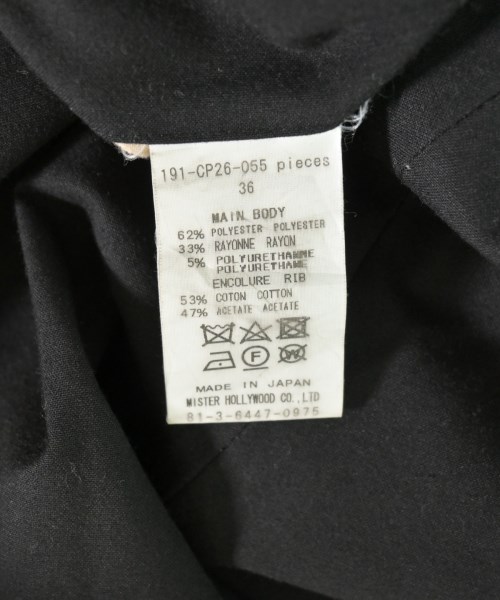 191-CP26-055 pieces
36
MAIN BODY
62% POLYESTER POLYESTER
33% RAYONNE RAYON
5% POLYURETHANNE
POLYURETHANE
ENCOLURE RIB
53% COTON COTTON
47% ACETATE ACETATE
F W
MADE IN JAPAN
MISTER HOLLYWOOD CO.,LTD
81-3-6447-0975